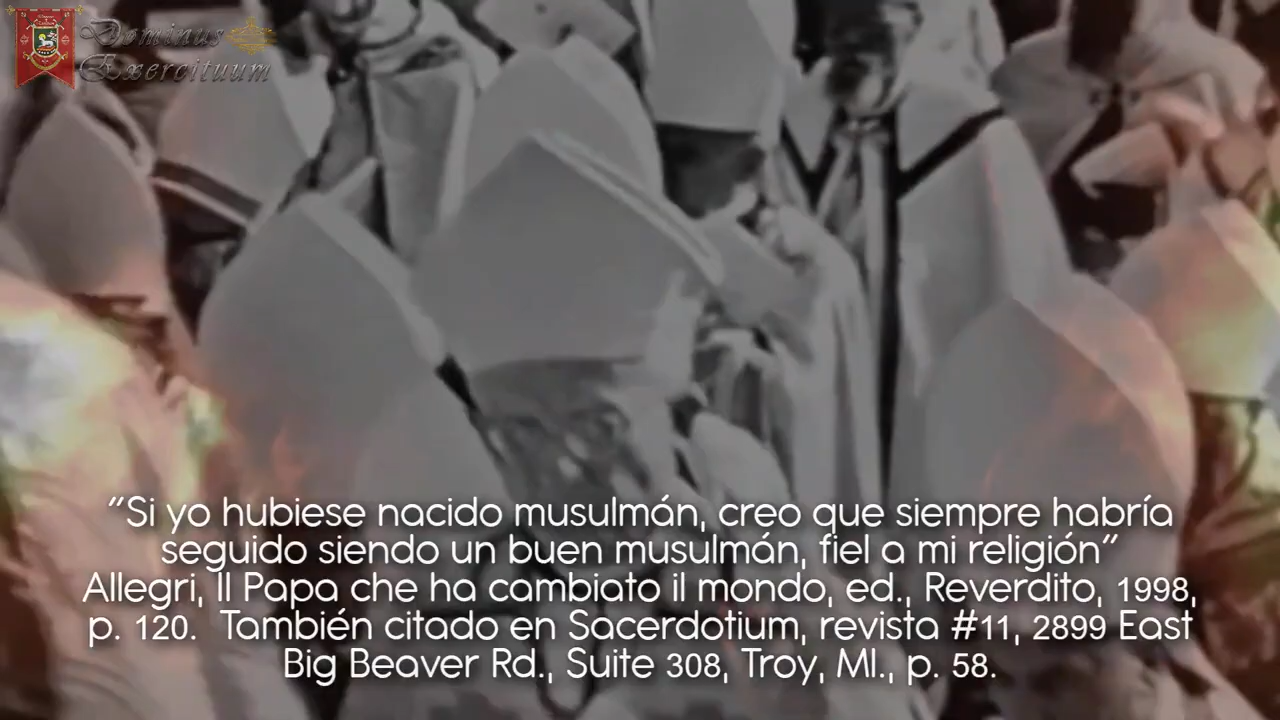 Dominus
Exercituum
"Si yo hubiese nacido musulmán, creo que siempre habría
seguido siendo un buen musulmán, fiel a mi religión"
Allegri, Il Papa che ha cambiato il mondo, ed., Reverdito, 1998,
p. 120. También citado en Sacerdotium, revista #11, 2899 East
Big Beaver Rd., Suite 308, Troy, MI., p. 58.